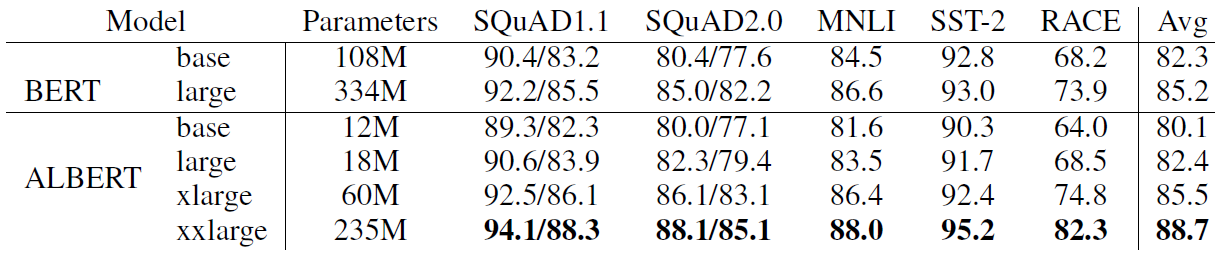 Model Parameters SQuAD1.1 SQuAD2.0 MNLI SST-2 RACE Avg
base 108M 90.4/83.2 80.4/77.6 84.5 92.8 68.2 82.3
BERT large 334M 92.2/85.5 85.0/82.2 86.6 93.0 73.9 85.2
base 12M 89.3/82.3 80.0/77.1 81.6 90.3 64.0 80.1
large 18M 90.6/83.9 82.3/79.4 83.5 91.7 68.5 82.4
ALBERT
xlarge 60M 92.5/86.1 86.1/83.1 86.4 92.4 74.8 85.5
xxlarge 235M 94.1/88.3 88.1/85.1 88.0 95.2 82.3 88.7